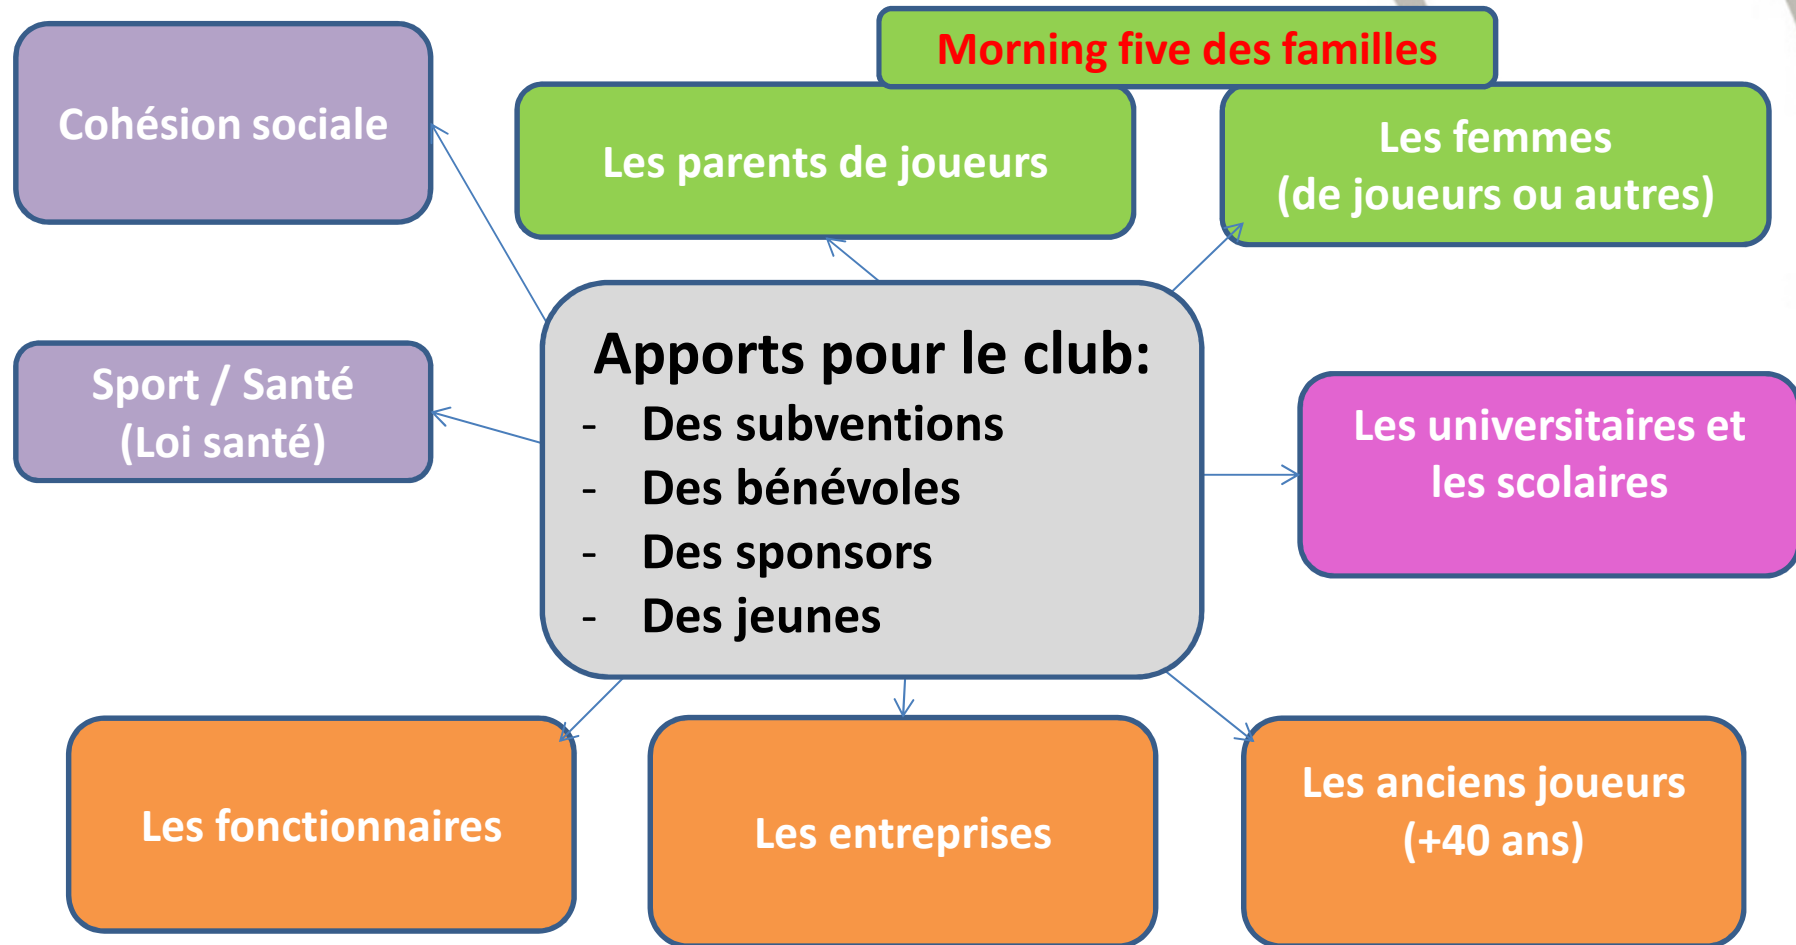 Morning five des familles
Cohésion sociale
Les parents de joueurs
Les femmes
(de joueurs ou autres)
Sport / Santé
(Loi santé)
Apports pour le club:
- Des subventions
- Des bénévoles
- Des sponsors
- Des jeunes
Les universitaires et
les scolaires
Les fonctionnaires
Les entreprises
Les anciens joueurs
(+40 ans)